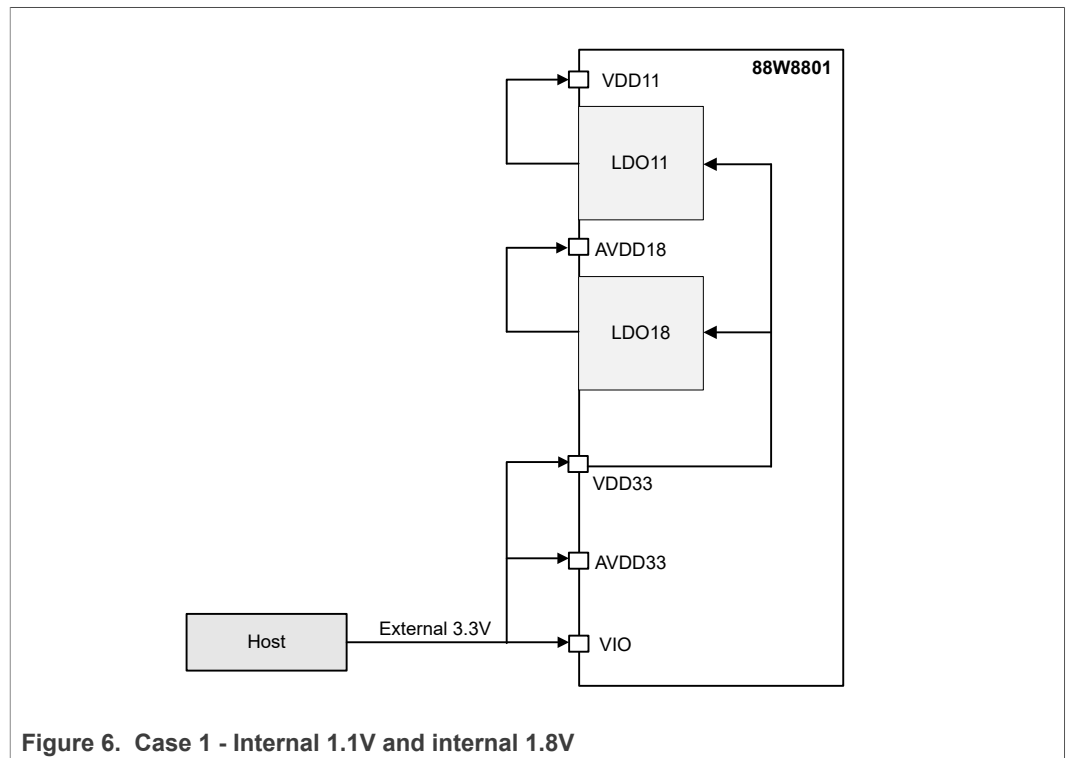 88W8801
VDD11
LDO11
AVDD18
LDO18
VDD33
AVDD33
External 3.3V
Host
VIO
Figure 6. Case 1 - Internal 1.1V and internal 1.8V